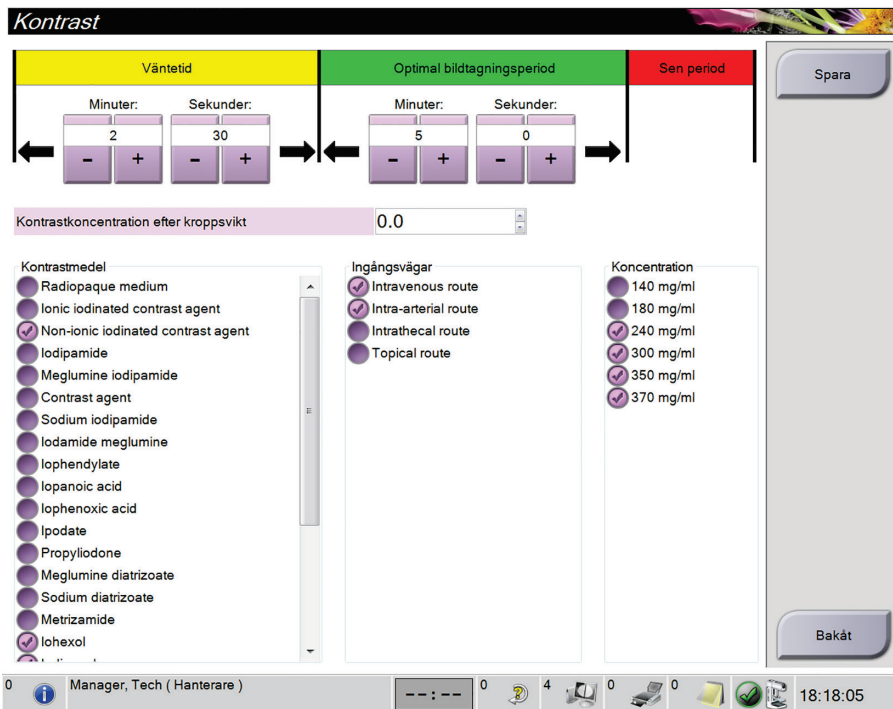 Kontrast
Väntetid
Optimal bildtagningsperiod
Sen period
Spara
Minuter:
Sekunder:
Minuter:
Sekunder:
2
30
5
0
- + - +
- + - +
Kontrastkoncentration efter kroppsvikt
0.0
Kontrastmedel
Radiopaque medium
Ionic iodinated contrast agent
Non-ionic iodinated contrast agent
Iodipamide
Meglumine iodipamide
Contrast agent
Sodium iodipamide
Iodamide meglumine
Iophendylate
Iopanoic acid
Iophenoxic acid
Ipodate
Propyliodone
Meglumine diatrizoate
Sodium diatrizoate
Metrizamide
Iohexol
Ingångsvägar
Intravenous route
Intra-arterial route
Intrathecal route
Topical route
Koncentration
140 mg/ml
180 mg/ml
240 mg/ml
300 mg/ml
350 mg/ml
370 mg/ml
Bakåt
0
Manager, Tech ( Hanterare )
--:--
0
4
0
0
18:18:05